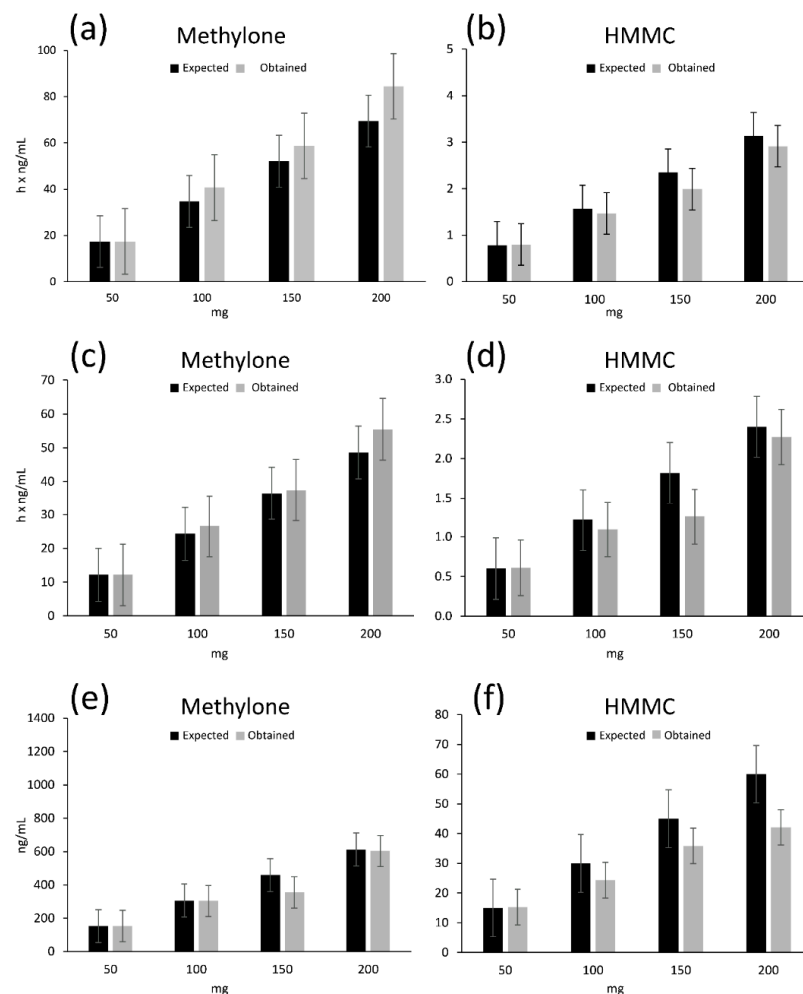 (a) Methylone
Expected Obtained
h x ng/mL
100
80
60
40
20
0
50 100 150 200
mg
(b) HMMC
Expected Obtained
5
4
3
2
1
0
50 100 150 200
mg
(c) Methylone
Expected Obtained
h x ng/mL
70
60
50
40
30
20
10
0
50 100 150 200
mg
(d) HMMC
Expected Obtained
3.0
2.5
2.0
1.5
1.0
0.5
0.0
50 100 150 200
mg
(e) Methylone
Expected Obtained
ng/mL
1400
1200
1000
800
600
400
200
0
50 100 150 200
mg
(f) HMMC
Expected Obtained
80
70
60
50
40
30
20
10
0
50 100 150 200
mg